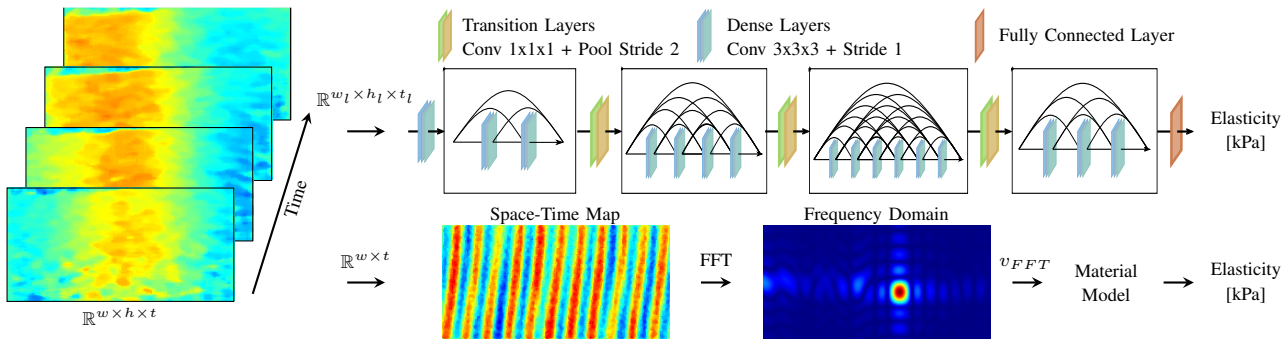 Transition Layers
Conv 1x1x1 + Pool Stride 2
Dense Layers
Conv 3x3x3 + Stride 1
Fully Connected Layer
ℝ^{w_l × h_l × t_l}
Elasticity
[kPa]
Time
ℝ^{w×h×t}
Space-Time Map
Frequency Domain
ℝ^{w×t}
FFT
v_{FFT}
Material
Model
Elasticity
[kPa]